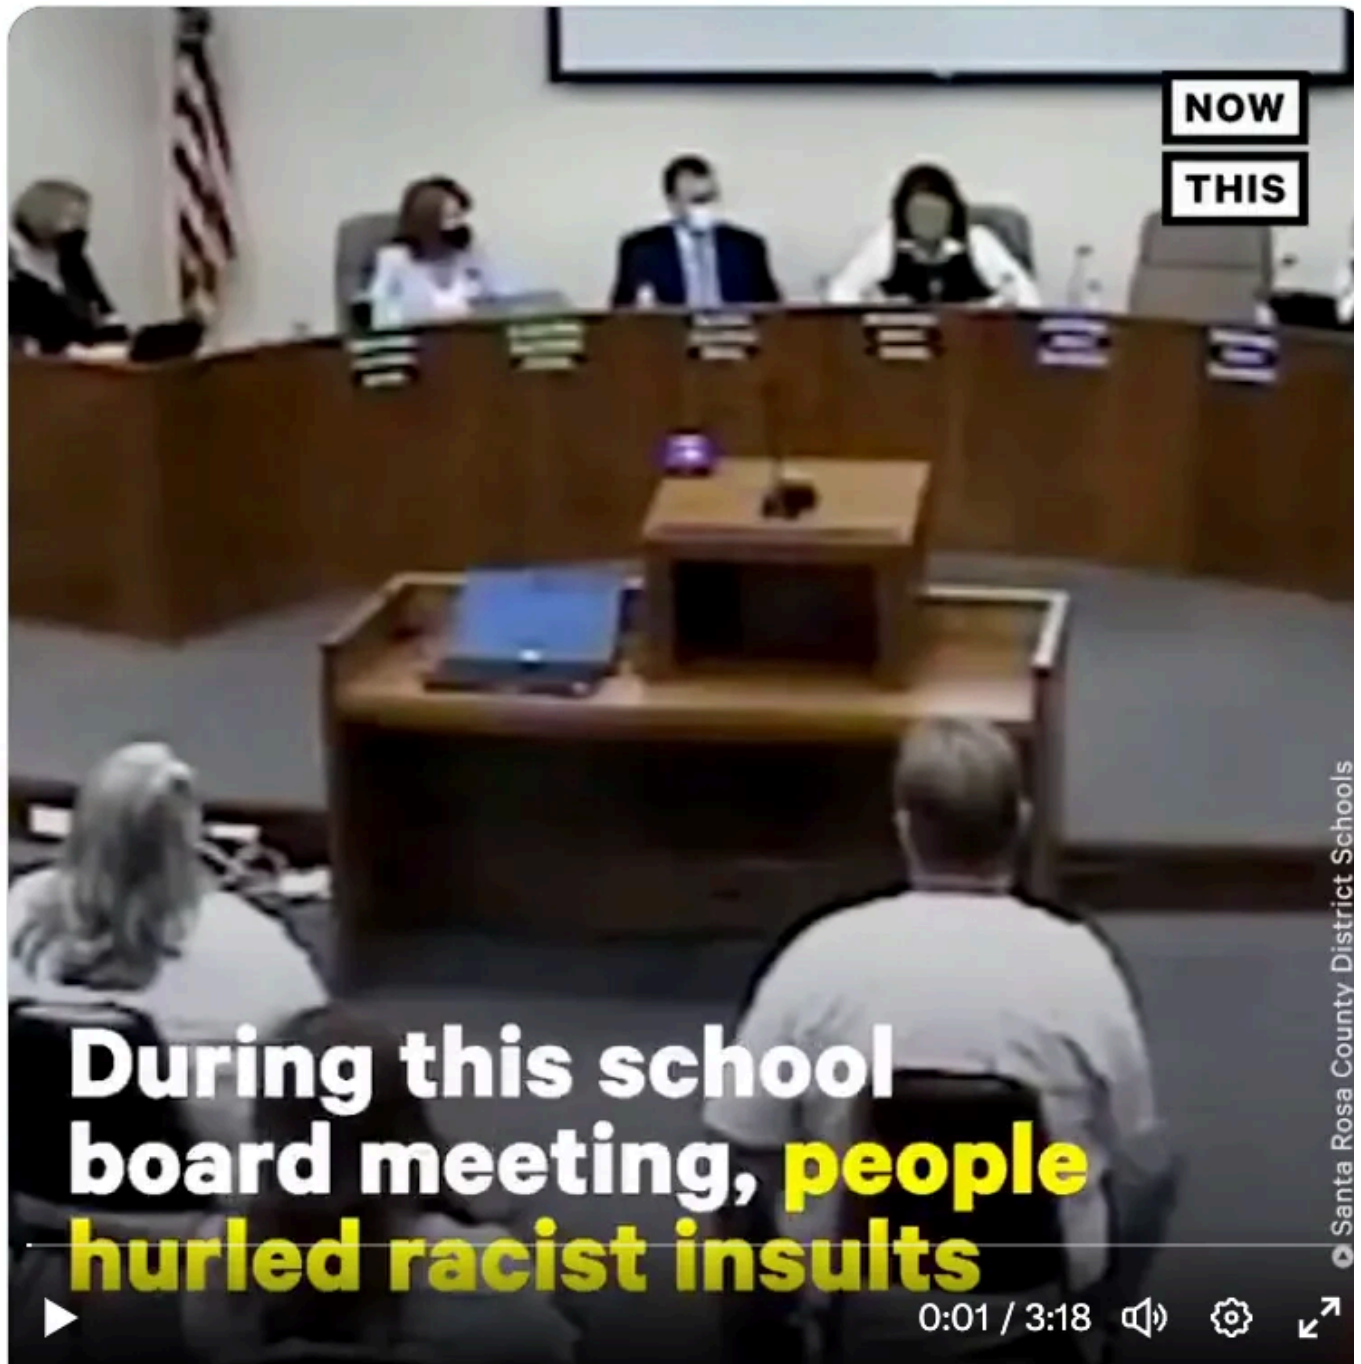 NOW
THIS
Santa Rosa County District Schools
During this school
board meeting, people
hurled racist insults
0:01 / 3:18